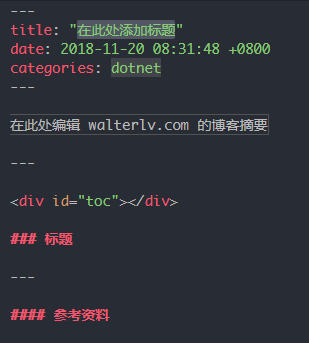 ---
title: "在此处添加标题"
date: 2018-11-20 08:31:48 +0800
categories: dotnet
---
在此处编辑 walterlv.com 的博客摘要
---
<div id="toc"></div>
### 标题
---
#### 参考资料